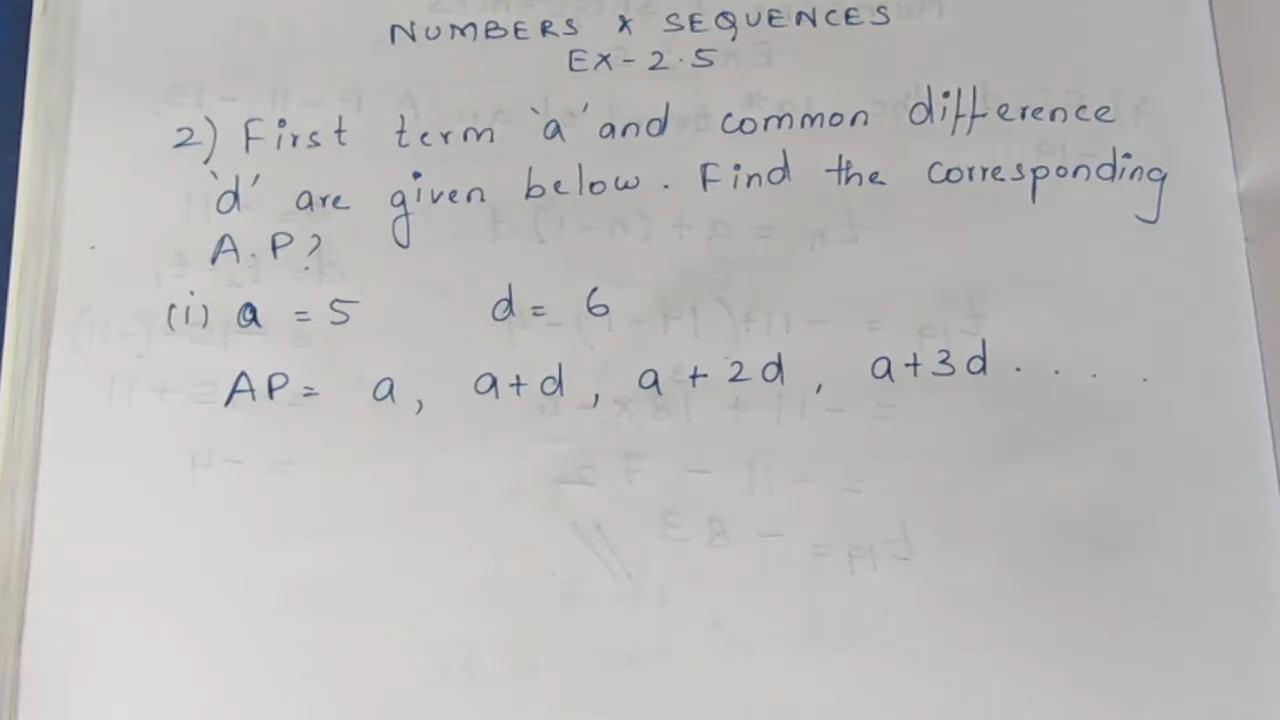 NUMBERS & SEQUENCES
EX-2.5
2) First term 'a' and common difference
'd' are given below. Find the corresponding
A.P?
(i) a = 5 d = 6
AP = a, a+d, a+2d, a+3d . . . .